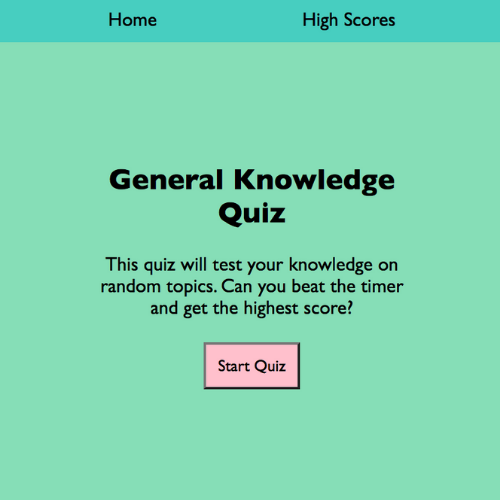 Home High Scores
General Knowledge
Quiz
This quiz will test your knowledge on
random topics. Can you beat the timer
and get the highest score?
Start Quiz